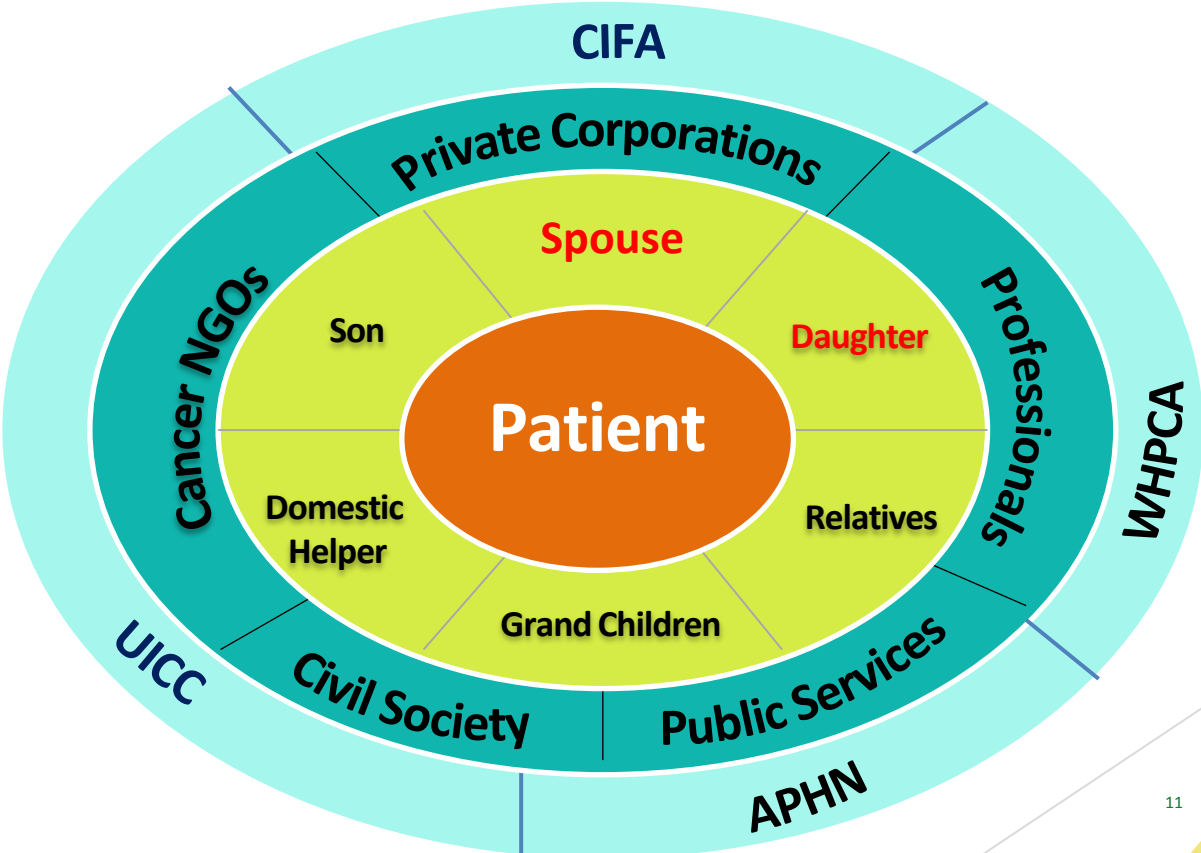 CIFA
Private Corporations
Spouse
Cancer NGOs
Professionals
Son
Daughter
Patient
WHPCA
Domestic
Helper
Relatives
Grand Children
UICC
Civil Society
Public Services
APHN
11